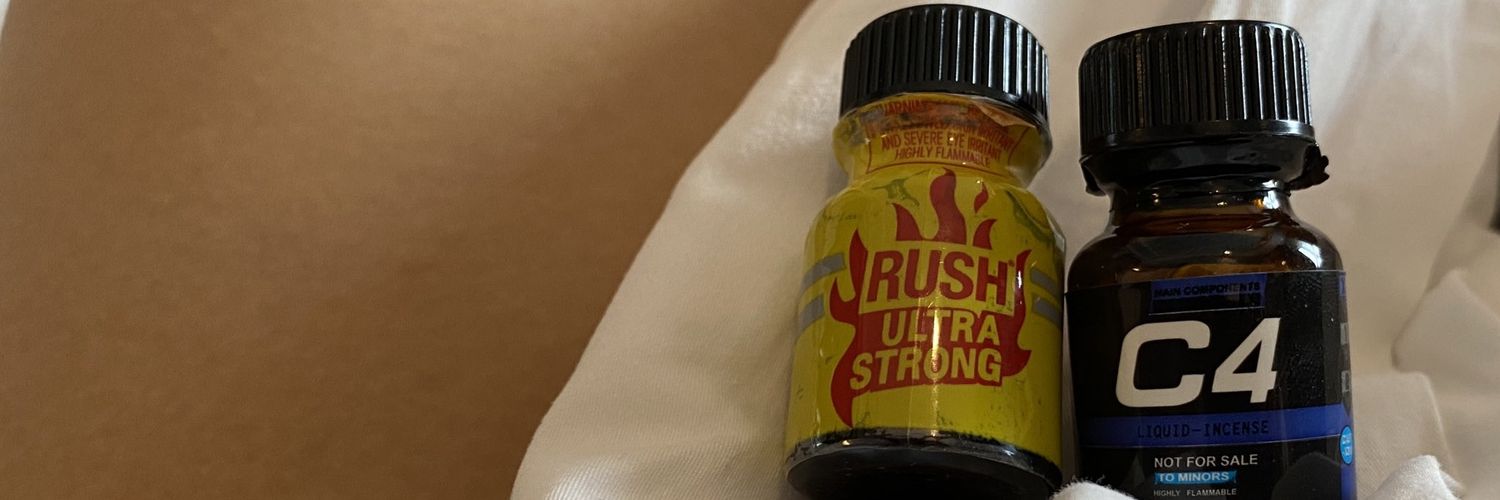 AND SEVERE EYE IRRITANT
HIGHLY FLAMMABLE
RUSH
ULTRA
STRONG
MAIN COMPONENTS
C4
LIQUID-INCENSE
NOT FOR SALE
TO MINORS
HIGHLY FLAMMABLE